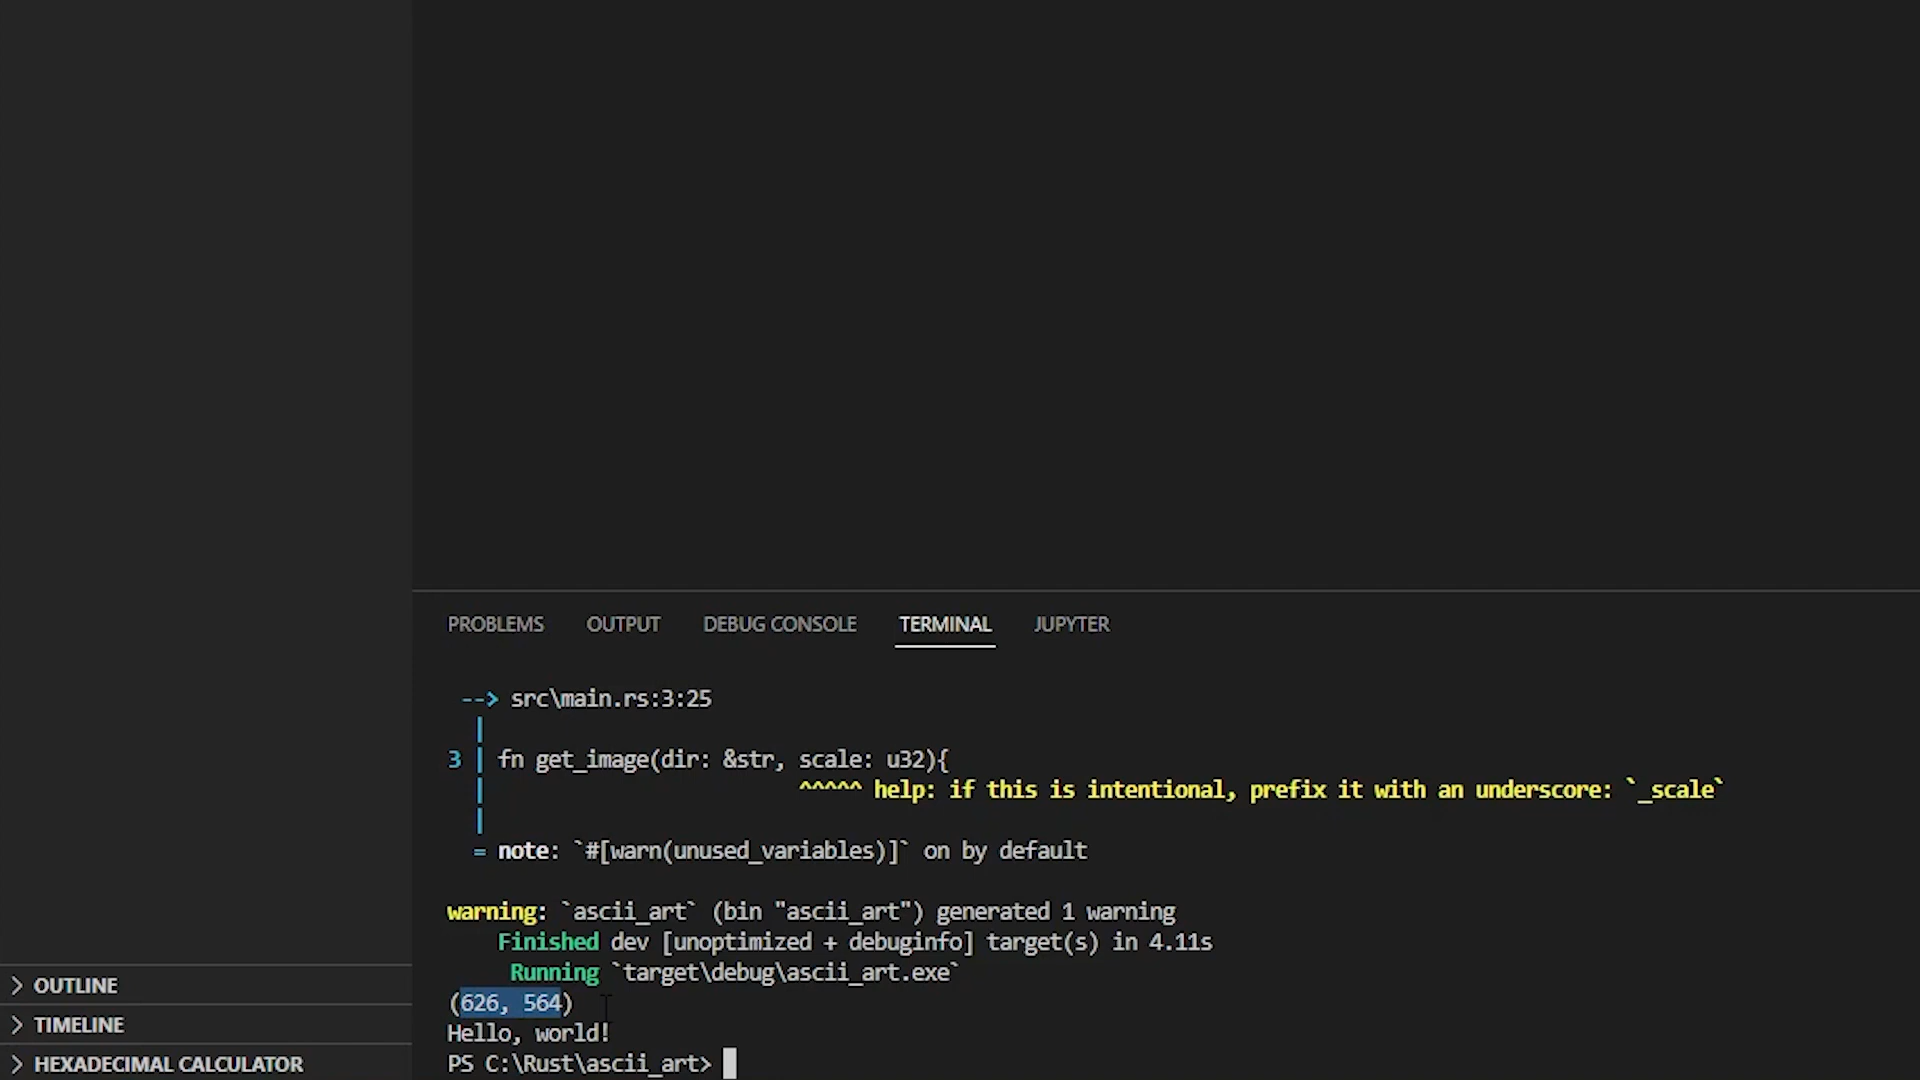 PROBLEMS OUTPUT DEBUG CONSOLE TERMINAL JUPYTER
--> src\main.rs:3:25
|
3 | fn get_image(dir: &str, scale: u32){
| ^^^^^ help: if this is intentional, prefix it with an underscore: `_scale`
|
= note: `#[warn(unused_variables)]` on by default
warning: `ascii_art` (bin "ascii_art") generated 1 warning
Finished dev [unoptimized + debuginfo] target(s) in 4.11s
Running `target\debug\ascii_art.exe`
(626, 564)
Hello, world!
PS C:\Rust\ascii_art>
OUTLINE
TIMELINE
HEXADECIMAL CALCULATOR